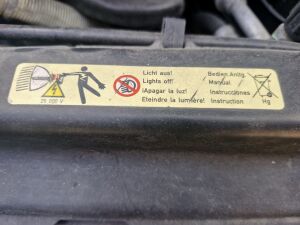 25 000 V
Licht aus!
Lights off!
¡Apagar la luz!
Eteindre la lumière!
Bedien.Anltg.
Manual
Instrucciones
Instruction
Hg